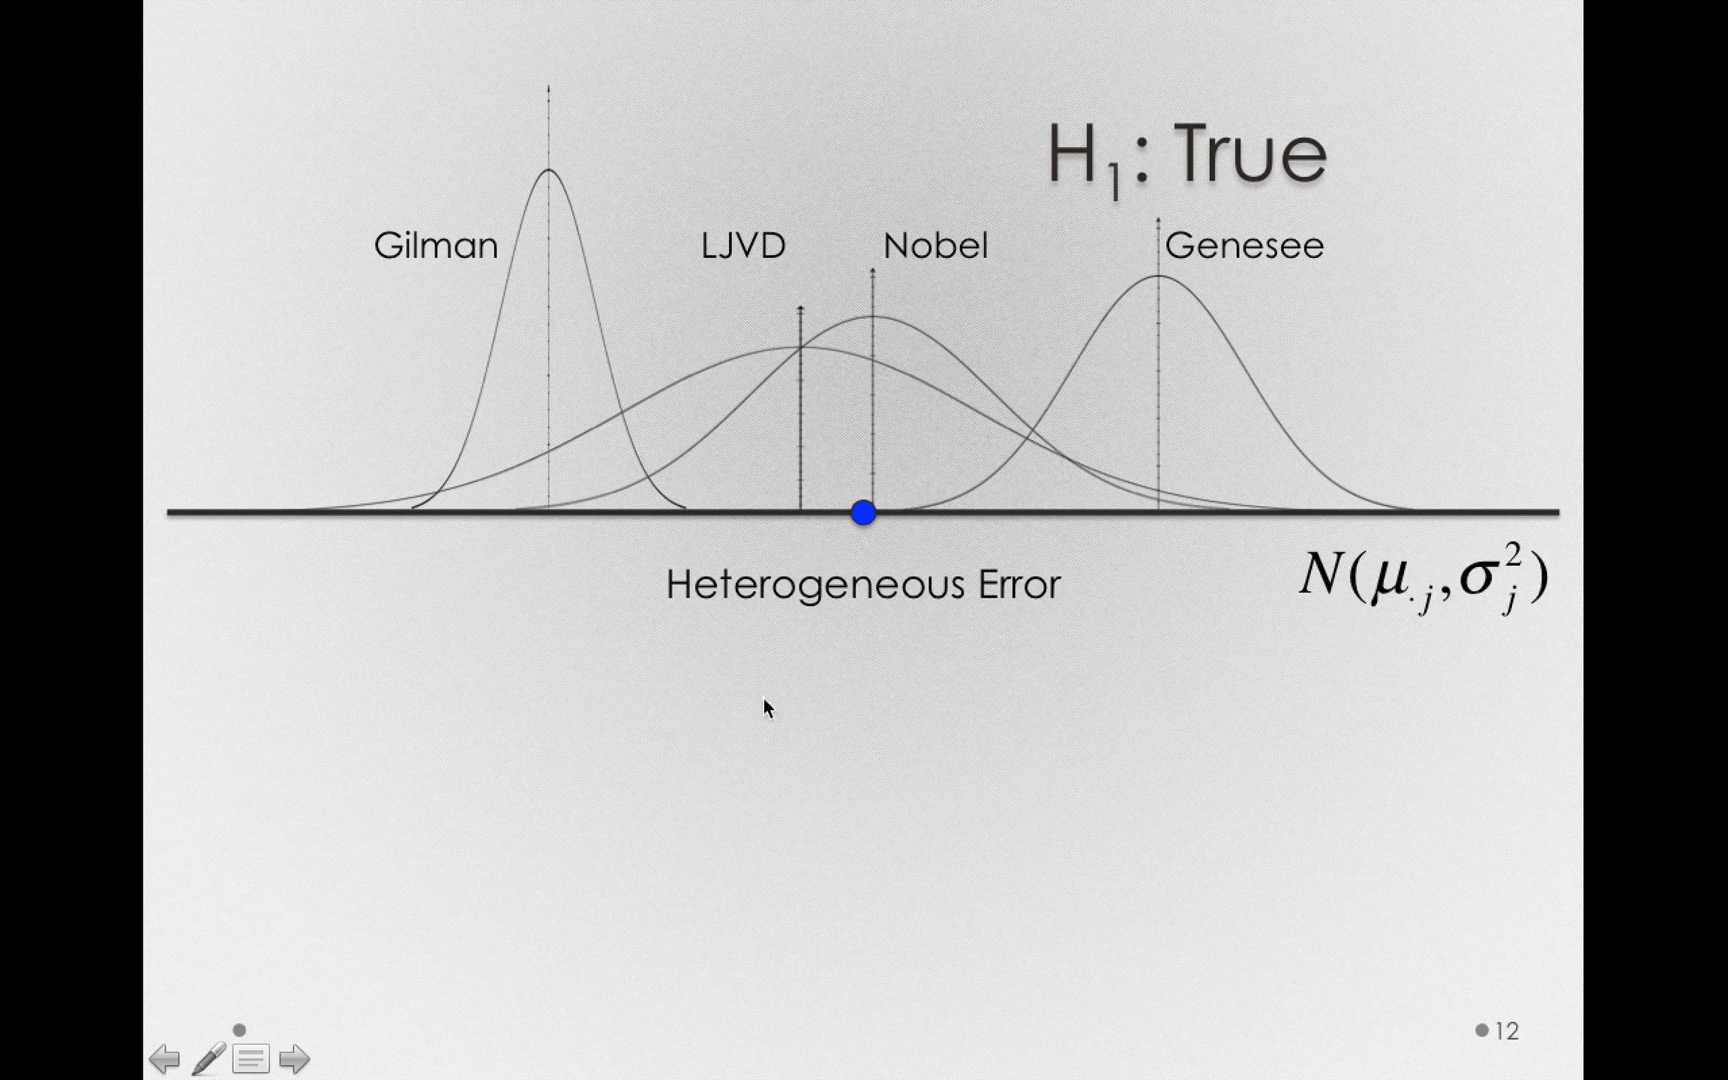 H₁: True
Gilman LJVD Nobel Genesee
Heterogeneous Error
N(μ.j, σ²j)
12